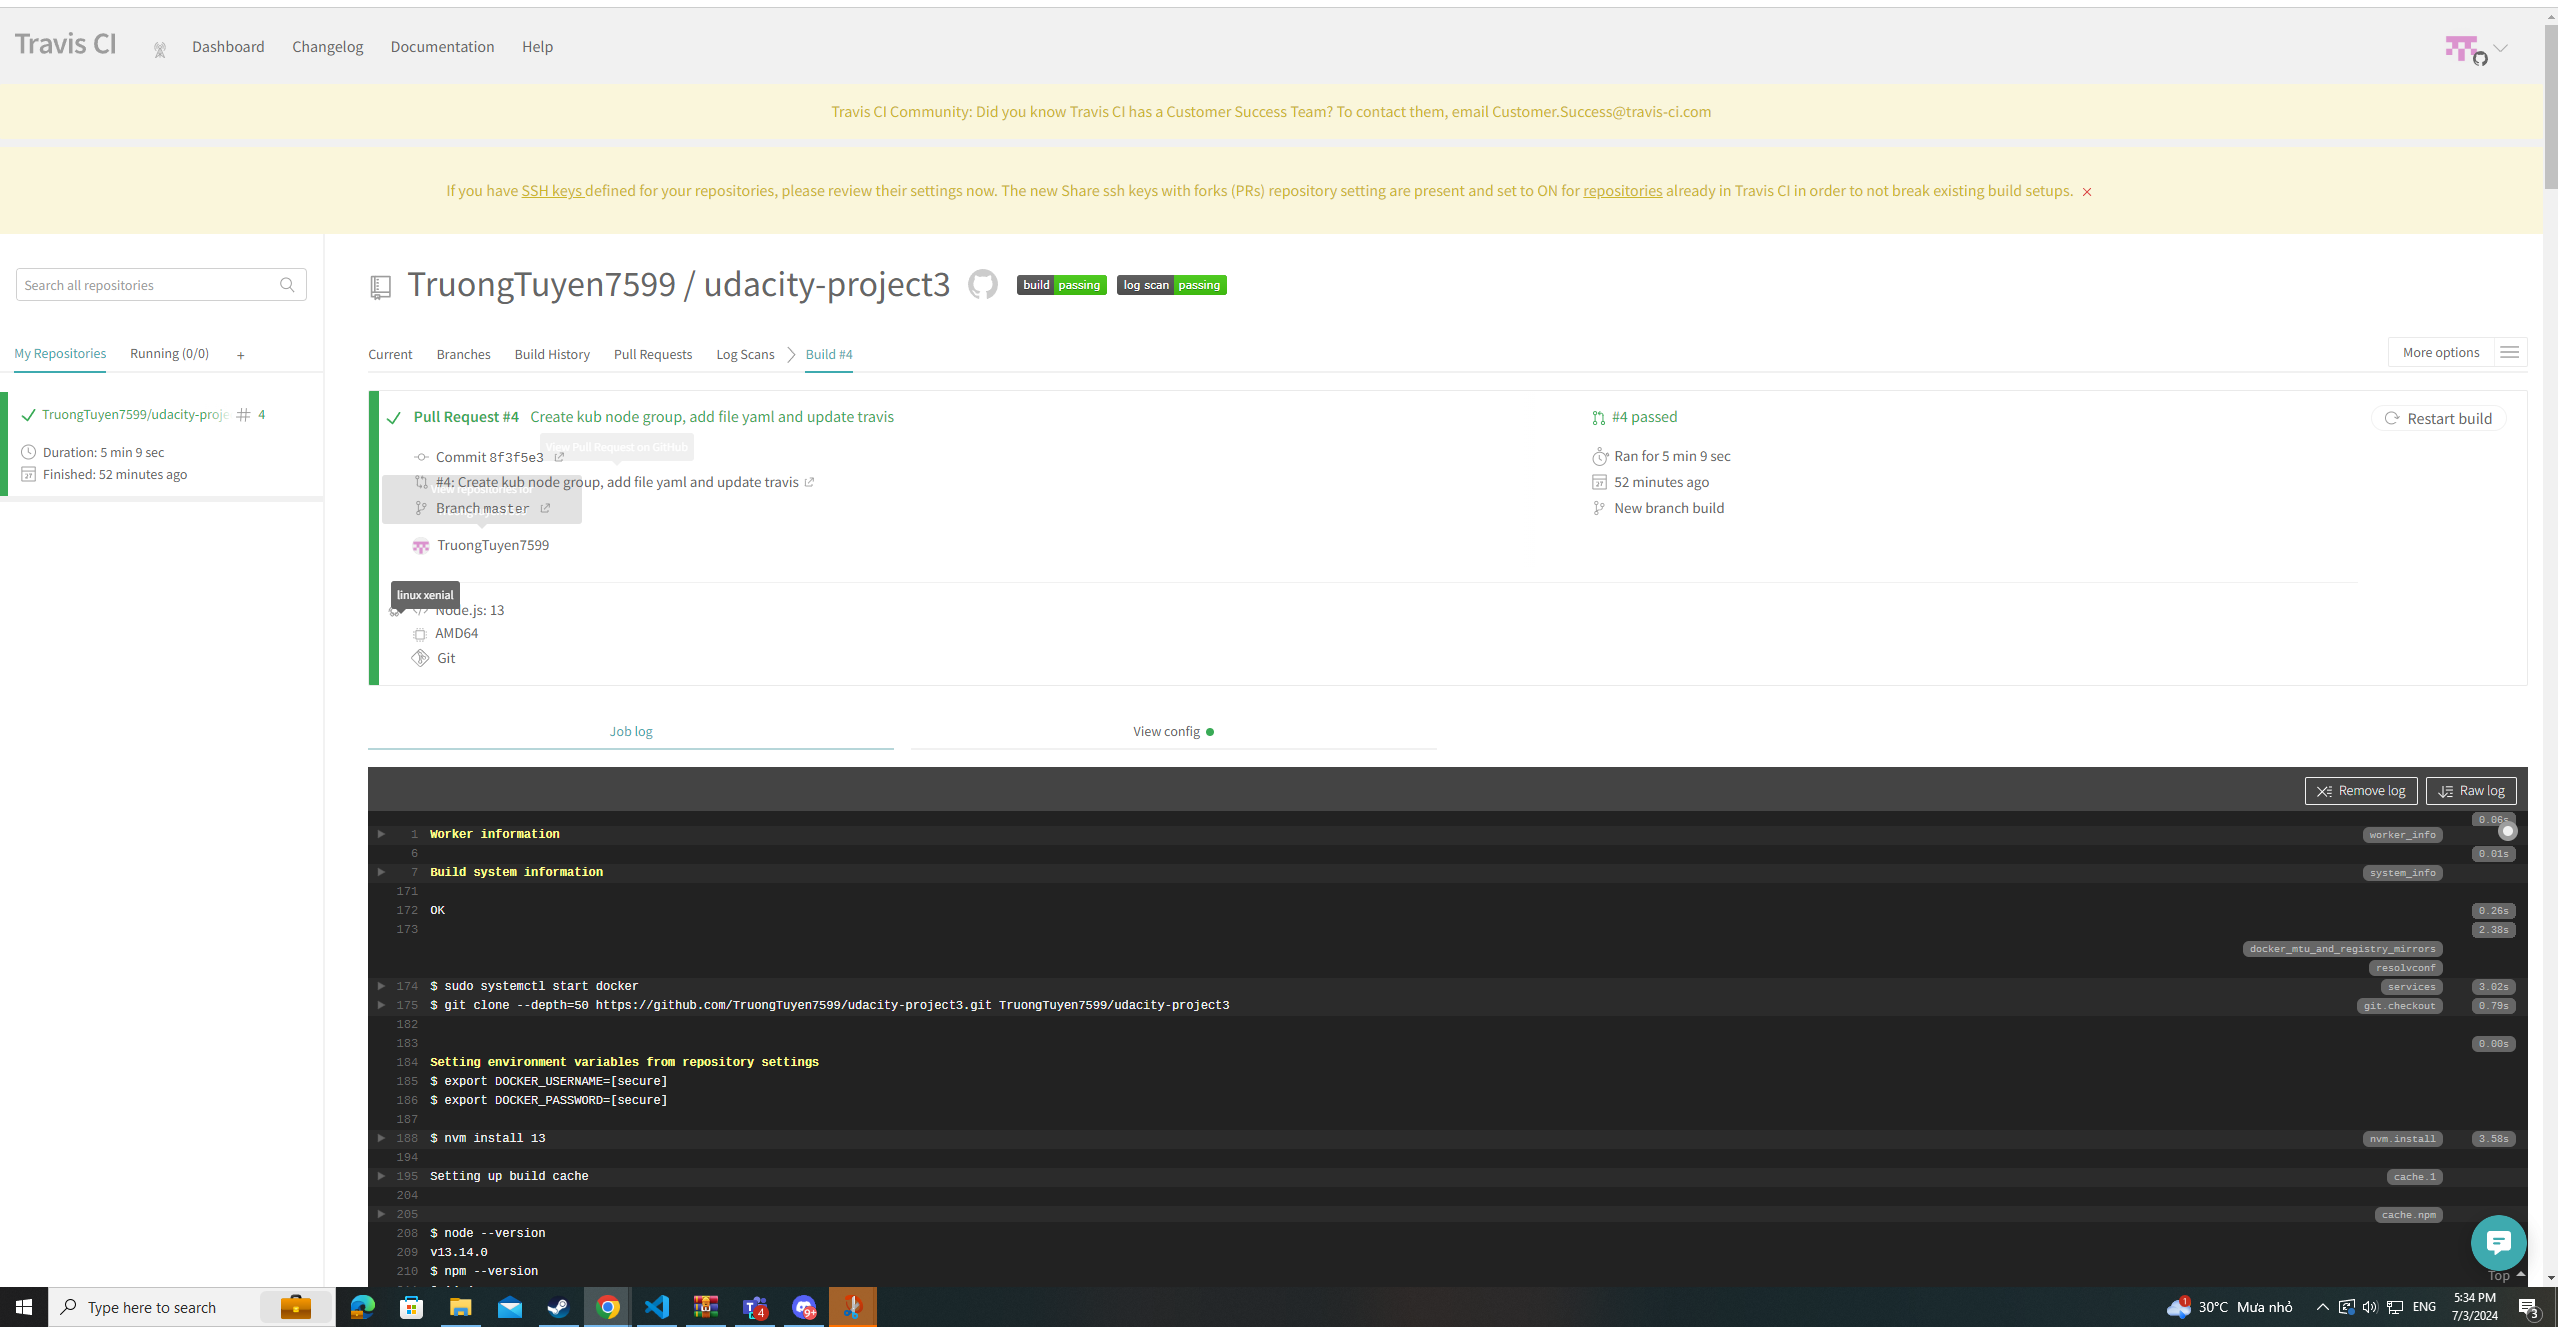 Travis CI
Dashboard
Changelog
Documentation
Help
Travis CI Community: Did you know Travis CI has a Customer Success Team? To contact them, email Customer.Success@travis-ci.com
If you have SSH keys defined for your repositories, please review their settings now. The new Share ssh keys with forks (PRs) repository setting are present and set to ON for repositories already in Travis CI in order to not break existing build setups.
Search all repositories
My Repositories
Running (0/0)
+
TruongTuyen7599/udacity-proje
# 4
Duration: 5 min 9 sec
Finished: 52 minutes ago
TruongTuyen7599 / udacity-project3
build passing
log scan passing
Current
Branches
Build History
Pull Requests
Log Scans
Build #4
More options
Pull Request #4 Create kub node group, add file yaml and update travis
View Pull Request on GitHub
Commit 8f3f5e3
#4: Create kub node group, add file yaml and update travis
View repositories for
Branch master
TruongTuyen7599
#4 passed
Ran for 5 min 9 sec
52 minutes ago
New branch build
Restart build
linux xenial
Node.js: 13
AMD64
Git
Job log
View config
Remove log
Raw log
0.06s
1 Worker information worker_info
6 0.01s
7 Build system information system_info
171
172 OK 0.26s
173 2.38s
docker_mtu_and_registry_mirrors
resolvconf
174 $ sudo systemctl start docker services 3.02s
175 $ git clone --depth=50 https://github.com/TruongTuyen7599/udacity-project3.git TruongTuyen7599/udacity-project3 git.checkout 0.79s
182
183 0.00s
184 Setting environment variables from repository settings
185 $ export DOCKER_USERNAME=[secure]
186 $ export DOCKER_PASSWORD=[secure]
187
188 $ nvm install 13 nvm.install 3.58s
194
195 Setting up build cache cache.1
204
205 cache.npm
208 $ node --version
209 v13.14.0
210 $ npm --version
Top
Type here to search
4
9+
1
30°C Mưa nhỏ
ENG
5:34 PM
7/3/2024
3